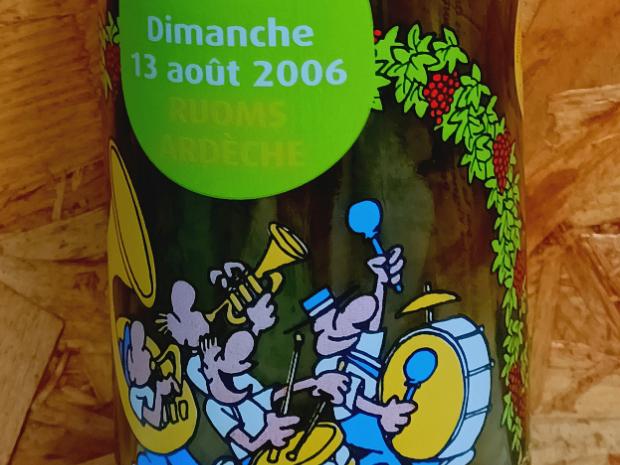 Dimanche
13 août 2006
RUOMS
ARDÈCHE